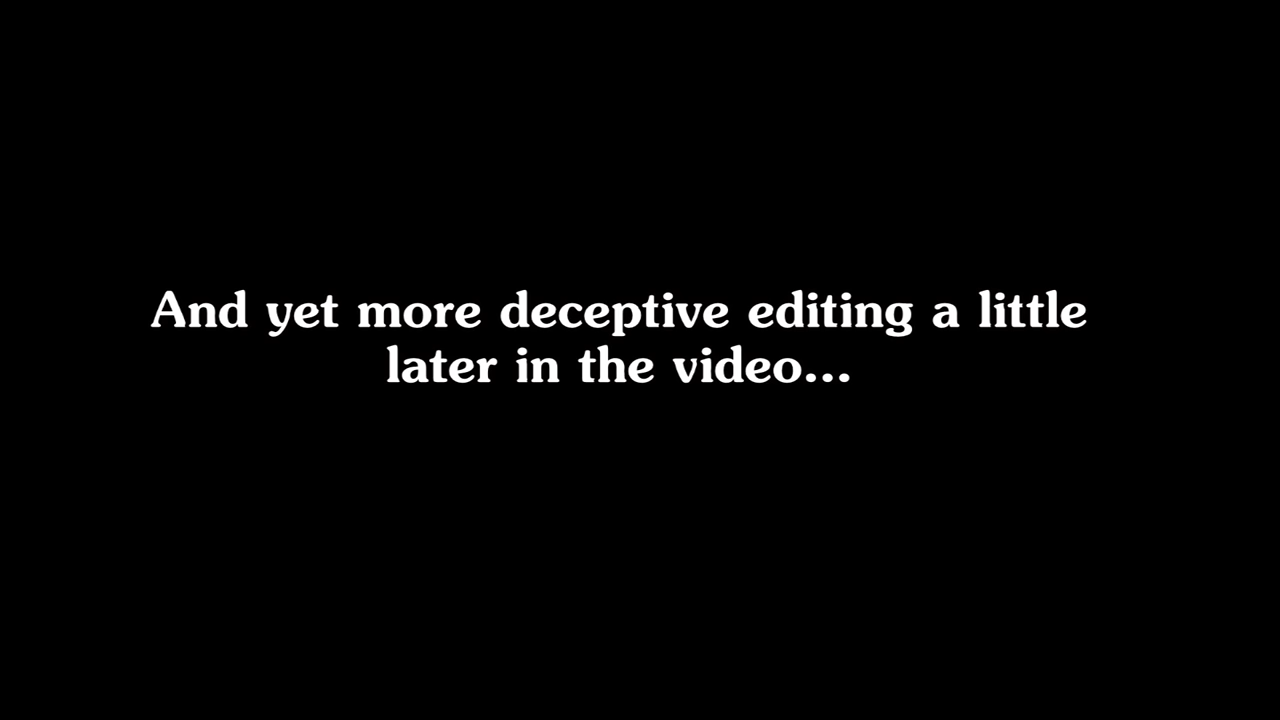 And yet more deceptive editing a little
later in the video...